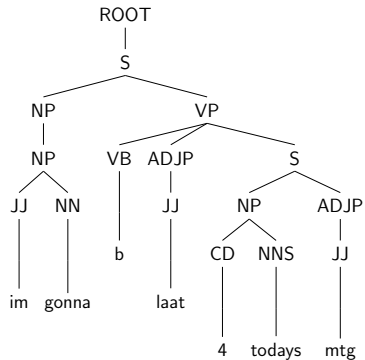 ROOT
S
NP VP
NP VB ADJP S
JJ NN JJ NP ADJP
b CD NNS JJ
im gonna laat
4 todays mtg